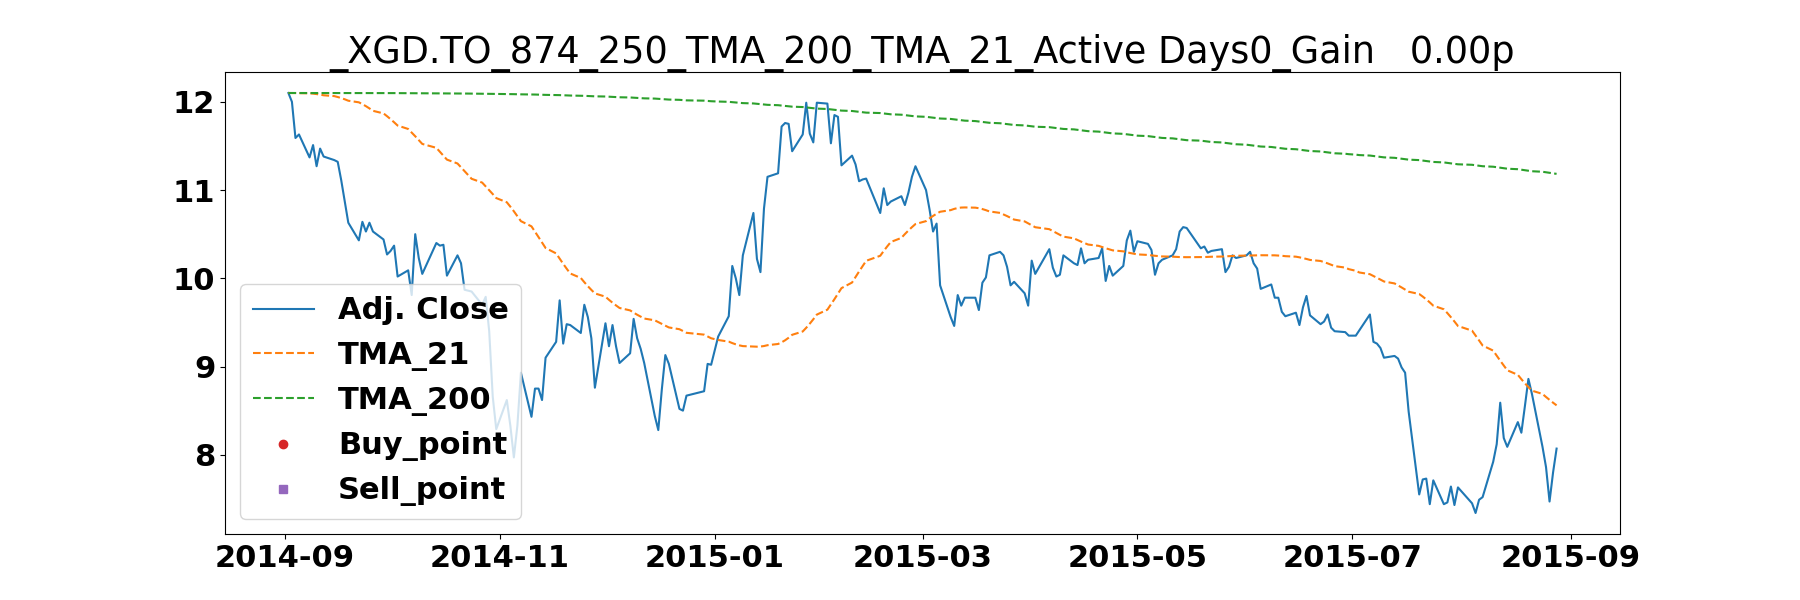 _XGD.TO_874_250_TMA_200_TMA_21_Active Days0_Gain   0.00p
12
11
10
9
8
Adj. Close
TMA_21
TMA_200
Buy_point
Sell_point
2014-09 2014-11 2015-01 2015-03 2015-05 2015-07 2015-09